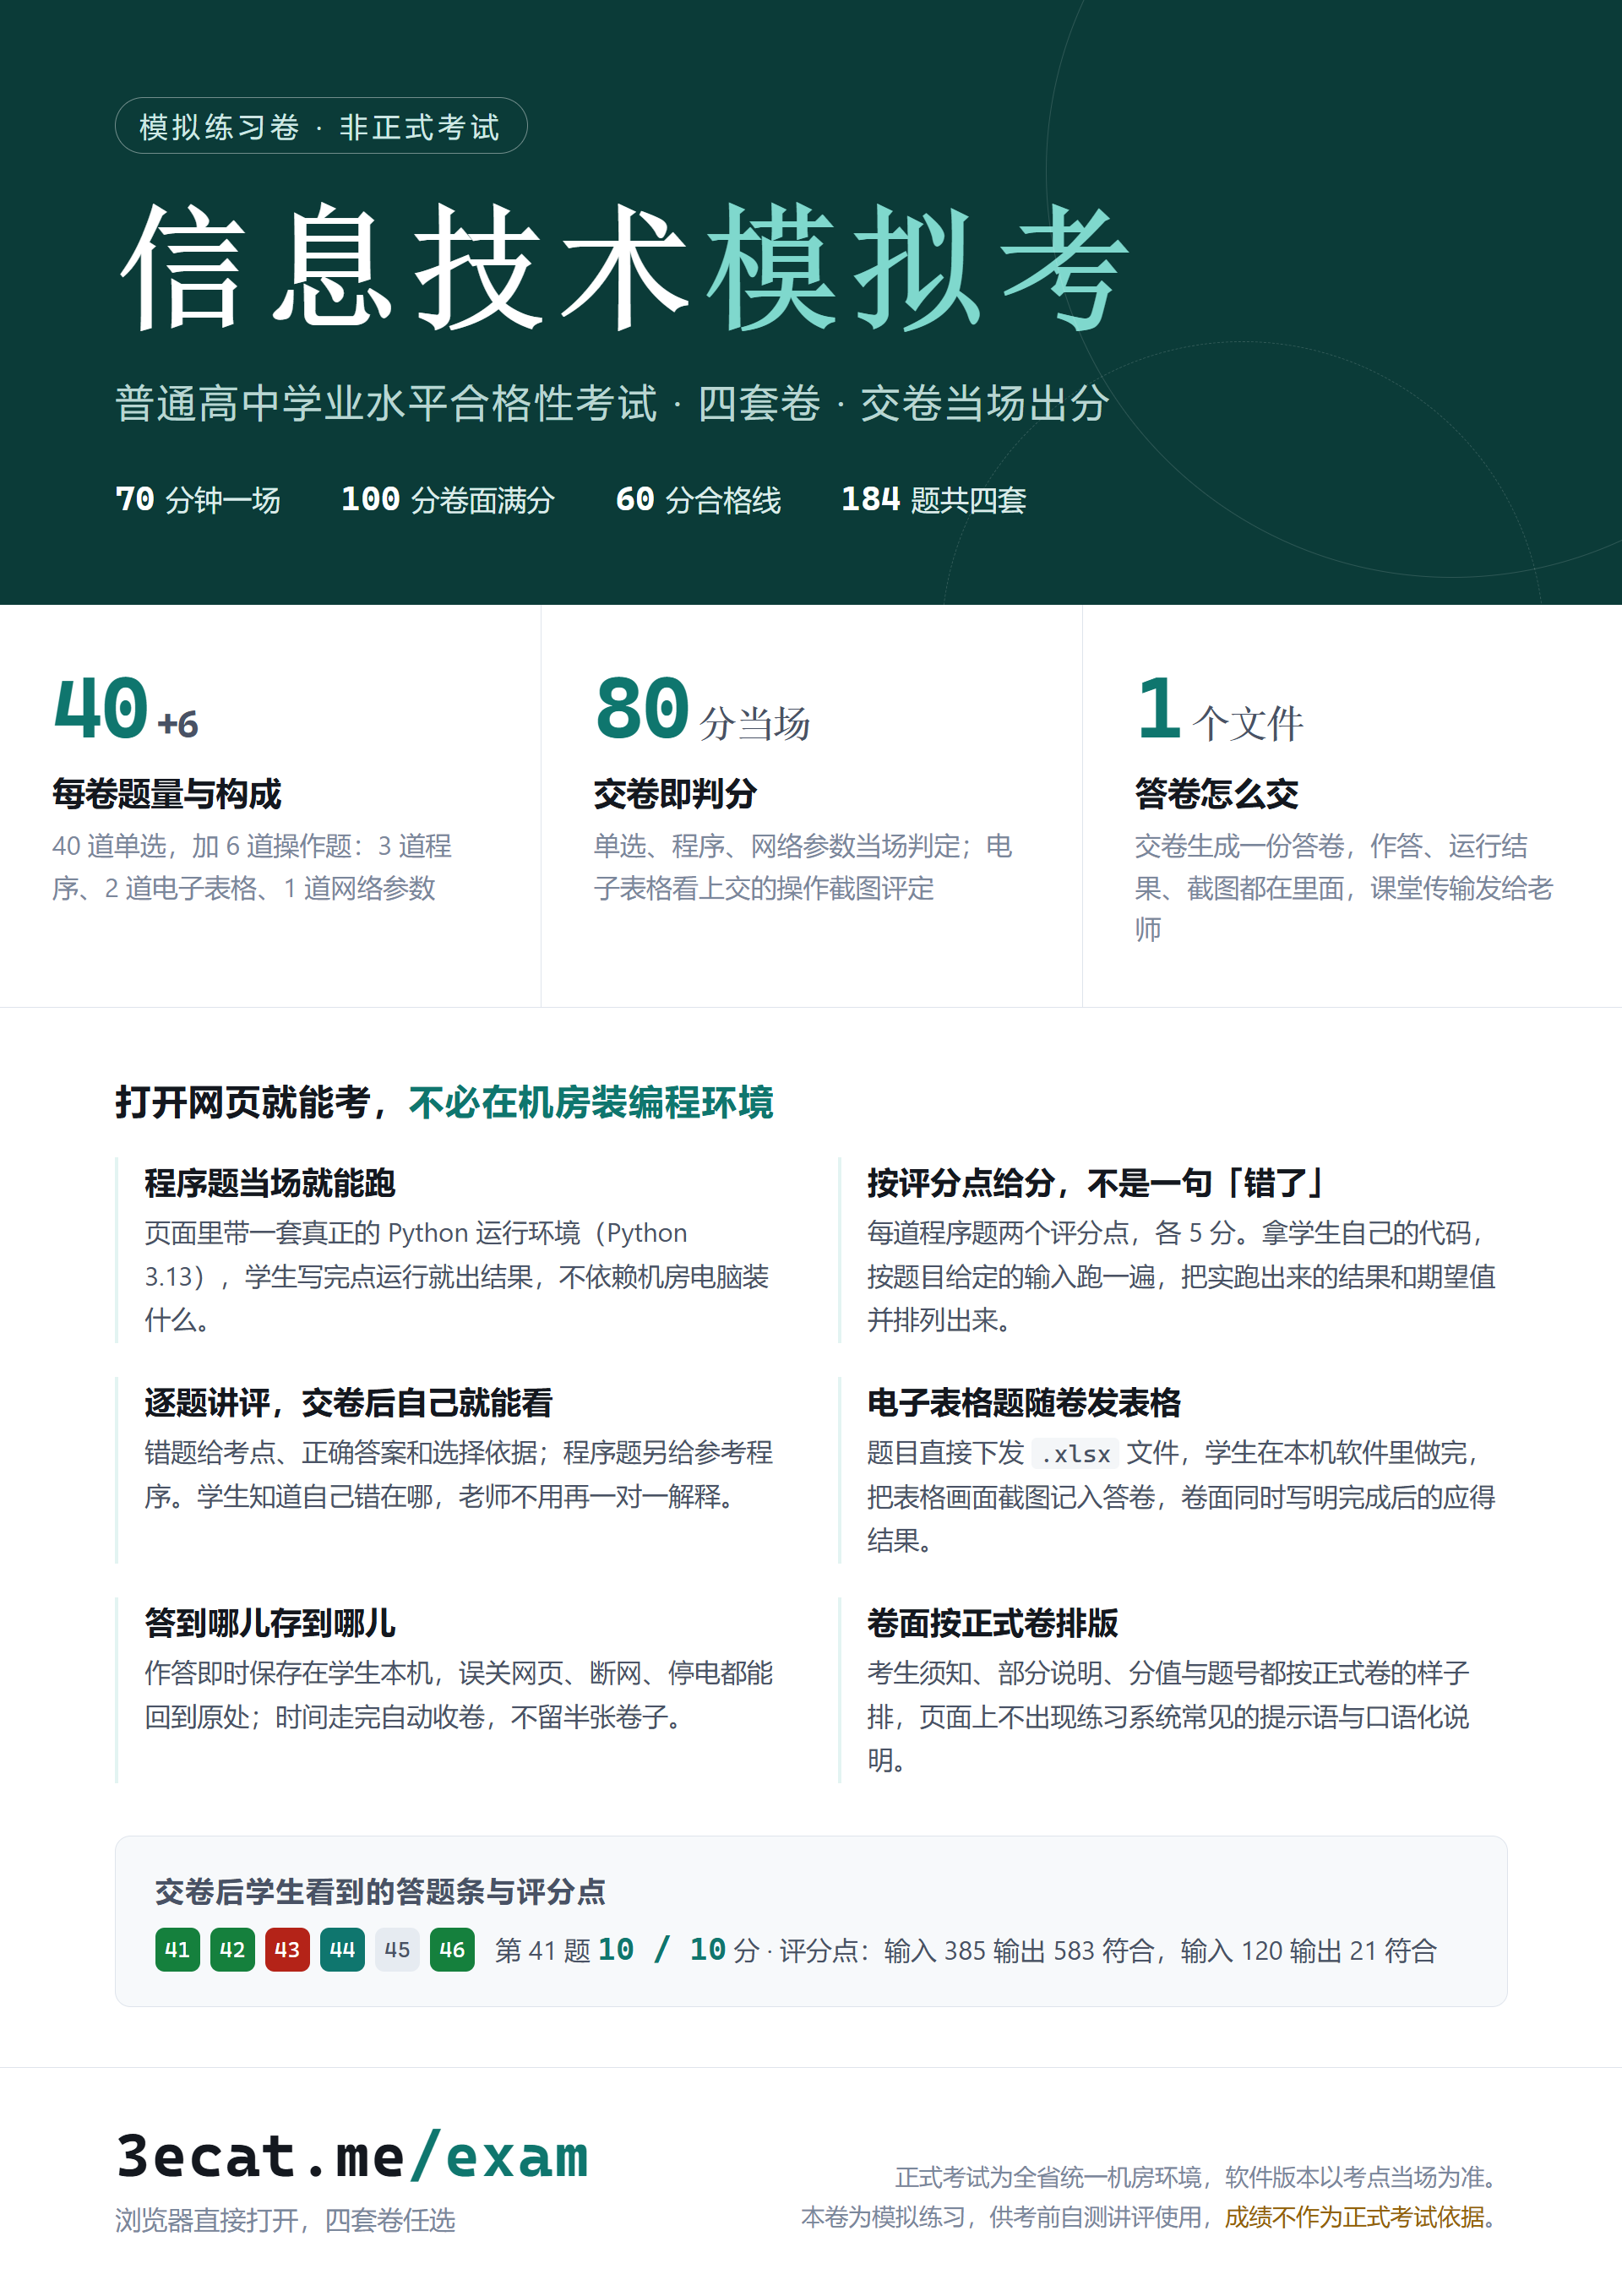 模拟练习卷 · 非正式考试
信息技术模拟考
普通高中学业水平合格性考试 · 四套卷 · 交卷当场出分
70 分钟一场 100 分卷面满分 60 分合格线 184 题共四套
40 +6
每卷题量与构成
40 道单选，加 6 道操作题：3 道程
序、2 道电子表格、1 道网络参数
80 分当场
交卷即判分
单选、程序、网络参数当场判定；电
子表格看上交的操作截图评定
1 个文件
答卷怎么交
交卷生成一份答卷，作答、运行结
果、截图都在里面，课堂传输发给老
师
打开网页就能考，不必在机房装编程环境
程序题当场就能跑
页面里带一套真正的 Python 运行环境（Python
3.13），学生写完点运行就出结果，不依赖机房电脑装
什么。
按评分点给分，不是一句「错了」
每道程序题两个评分点，各 5 分。拿学生自己的代码，
按题目给定的输入跑一遍，把实跑出来的结果和期望值
并排列出来。
逐题讲评，交卷后自己就能看
错题给考点、正确答案和选择依据；程序题另给参考程
序。学生知道自己错在哪，老师不用再一对一解释。
电子表格题随卷发表格
题目直接下发 .xlsx 文件，学生在本机软件里做完，
把表格画面截图记入答卷，卷面同时写明完成后的应得
结果。
答到哪儿存到哪儿
作答即时保存在学生本机，误关网页、断网、停电都能
回到原处；时间走完自动收卷，不留半张卷子。
卷面按正式卷排版
考生须知、部分说明、分值与题号都按正式卷的样子
排，页面上不出现练习系统常见的提示语与口语化说
明。
交卷后学生看到的答题条与评分点
41 42 43 44 45 46 第 41 题 10 / 10 分 · 评分点：输入 385 输出 583 符合，输入 120 输出 21 符合
3ecat.me/exam
浏览器直接打开，四套卷任选
正式考试为全省统一机房环境，软件版本以考点当场为准。
本卷为模拟练习，供考前自测讲评使用，成绩不作为正式考试依据。